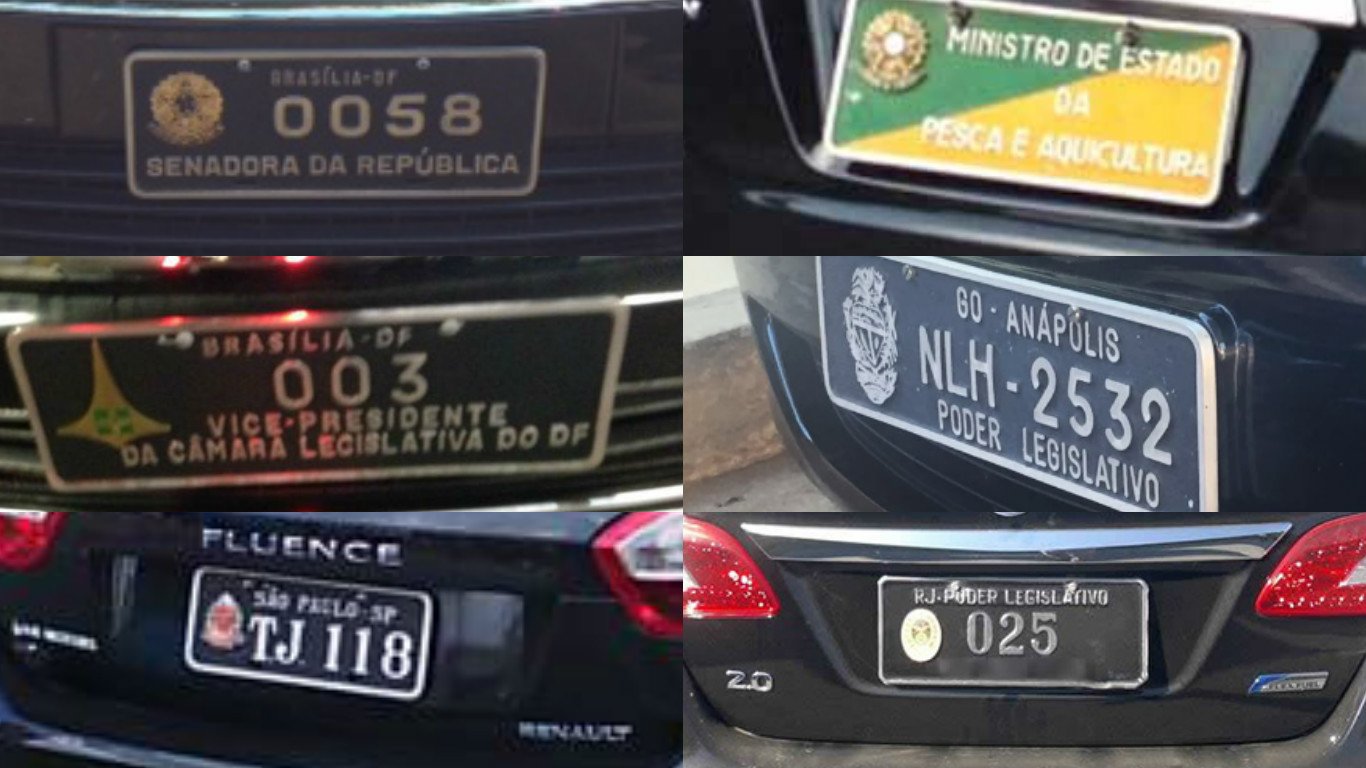 BRASÍLIA-DF
0058
SENADORA DA REPÚBLICA
MINISTRO DE ESTADO
DA
PESCA E AQUICULTURA
BRASÍLIA-DF
003
VICE-PRESIDENTE
DA CÂMARA LEGISLATIVA DO DF
GO - ANÁPOLIS
NLH-2532
PODER LEGISLATIVO
FLUENCE
SÃO PAULO-SP
TJ 118
RENAULT
RJ-PODER LEGISLATIVO
025
2.0
FLEXFUEL